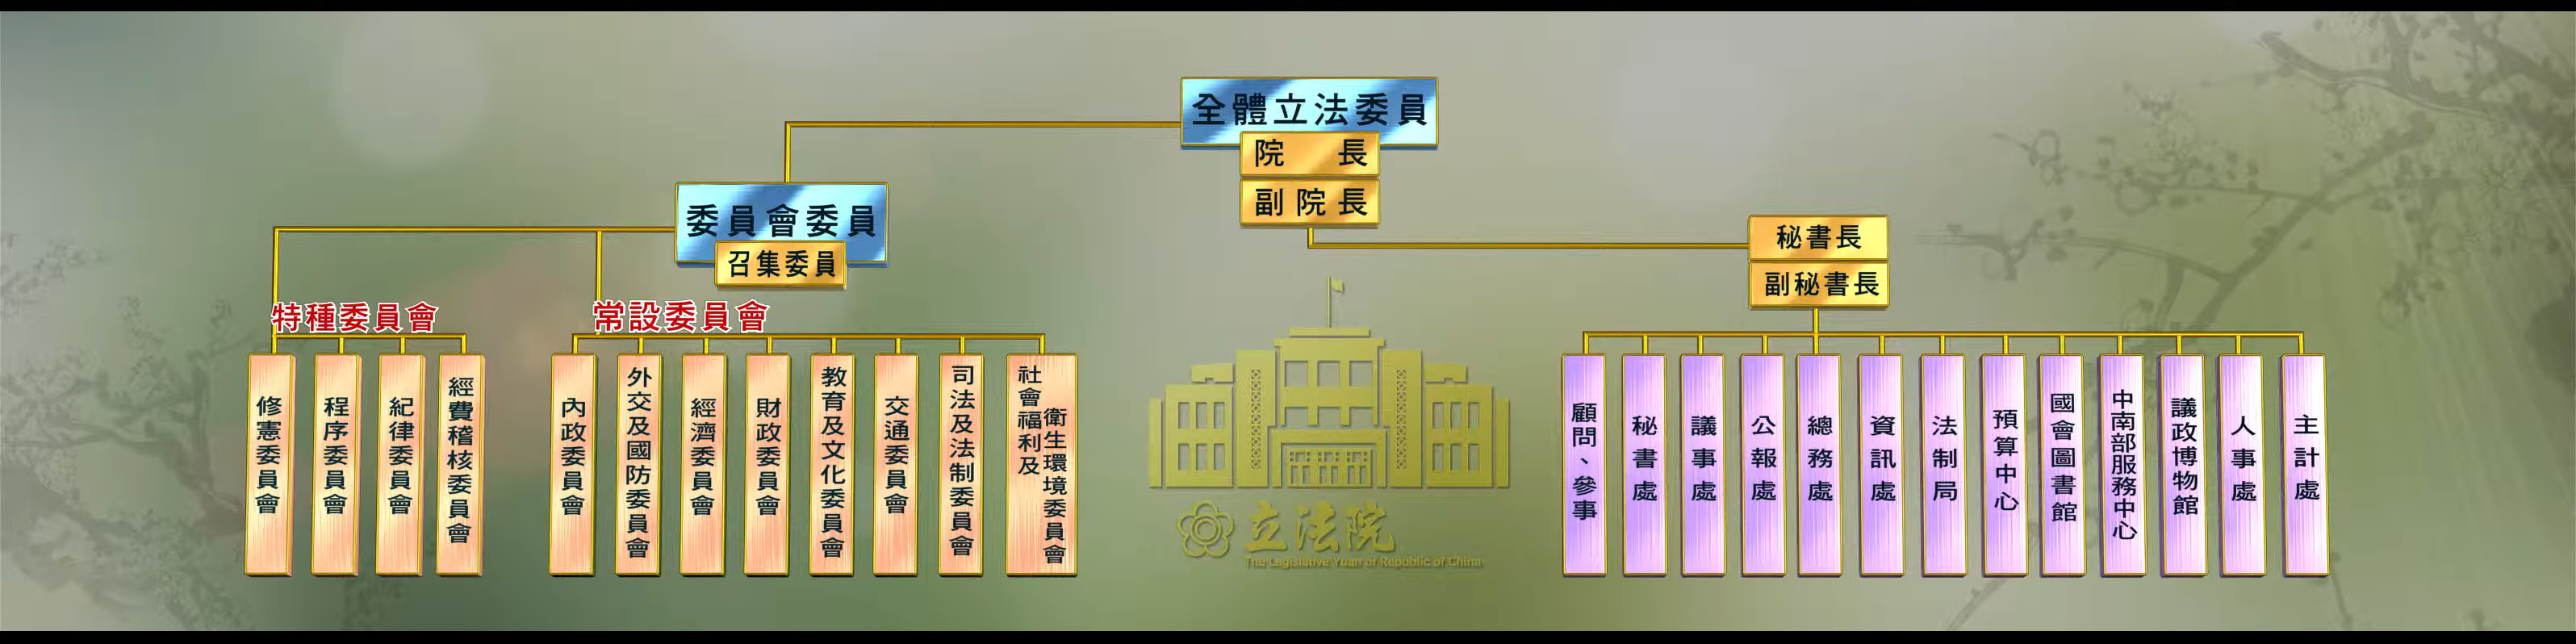 全體立法委員
院長
副院長
委員會委員
召集委員
秘書長
副秘書長
特種委員會
修憲委員會
程序委員會
紀律委員會
經費稽核委員會
常設委員會
內政委員會
外交及國防委員會
經濟委員會
財政委員會
教育及文化委員會
交通委員會
司法及法制委員會
社會福利及
衛生環境委員會
顧問、參事
秘書處
議事處
公報處
總務處
資訊處
法制局
預算中心
國會圖書館
中南部服務中心
議政博物館
人事處
主計處
立法院
The Legislative Yuan of Republic of China